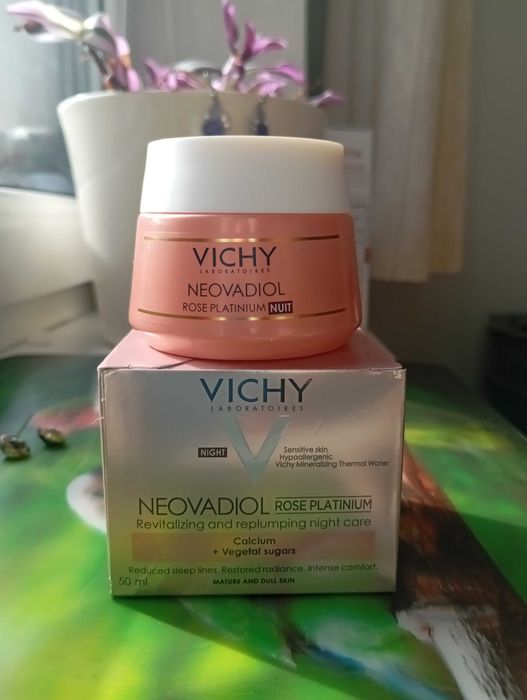 VICHY
LABORATOIRES
NEOVADIOL
ROSE PLATINIUM NUIT
VICHY
LABORATOIRES
NIGHT
Sensitive skin
Hypoallergenic
Vichy Mineralizing Thermal Water
NEOVADIOL ROSE PLATINIUM
Revitalizing and replumping night care
Calcium
+ Vegetal sugars
Reduced sleep lines. Restored radiance. Intense comfort.
50 ml MATURE AND DULL SKIN